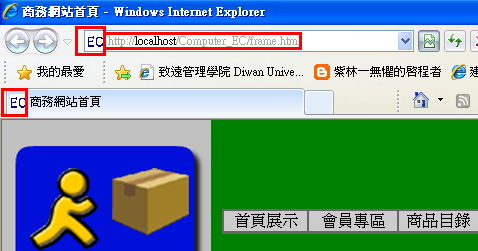 商務網站首頁 - Windows Internet Explorer
EC http://localhost/Computer_EC/frame.htm
我的最愛 致遠管理學院 Diwan Unive... 紫林一無懼的啓程者
EC 商務網站首頁
首頁展示 會員專區 商品目錄